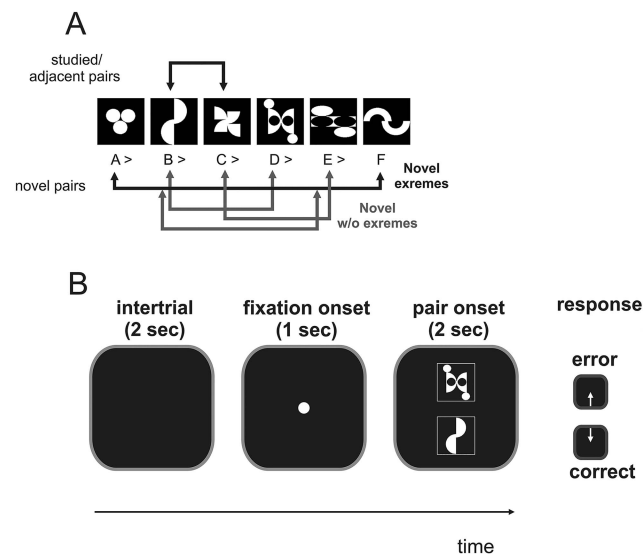 A
studied/
adjacent pairs
A > B > C > D > E > F
novel pairs
Novel
exremes
Novel
w/o exremes
B
intertrial
(2 sec)
fixation onset
(1 sec)
pair onset
(2 sec)
response
error
correct
time